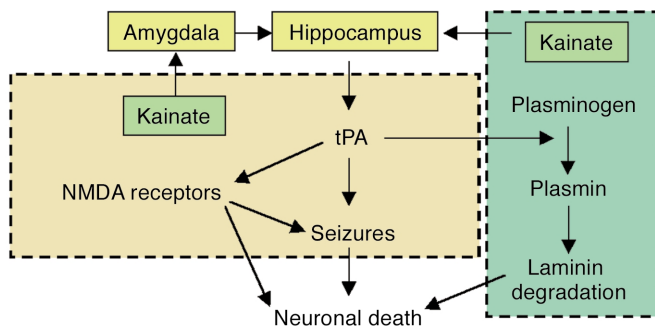 Amygdala
Hippocampus
Kainate
Kainate
Plasminogen
tPA
NMDA receptors
Plasmin
Seizures
Laminin
degradation
Neuronal death